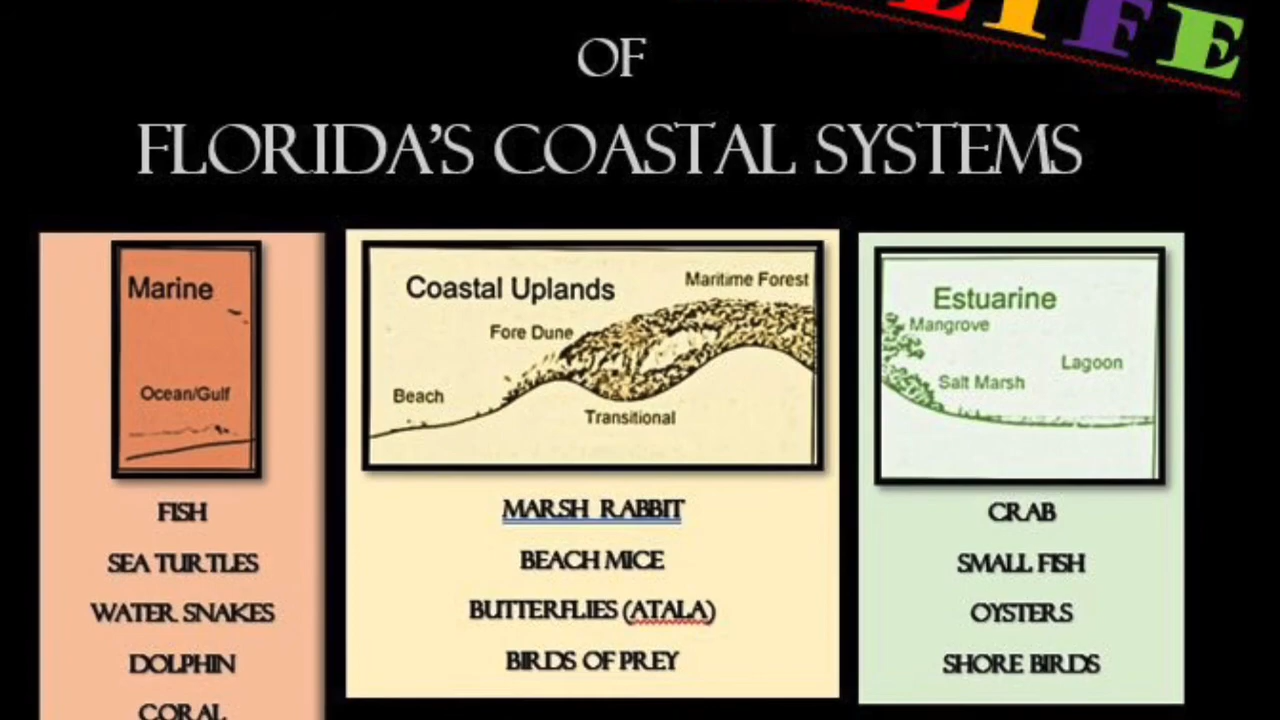 LIFE
OF
FLORIDA'S COASTAL SYSTEMS
Marine
Ocean/Gulf
FISH
SEA TURTLES
WATER SNAKES
DOLPHIN
CORAL
Coastal Uplands
Maritime Forest
Fore Dune
Beach
Transitional
MARSH RABBIT
BEACH MICE
BUTTERFLIES (ATALA)
BIRDS OF PREY
Estuarine
Mangrove
Lagoon
Salt Marsh
CRAB
SMALL FISH
OYSTERS
SHORE BIRDS